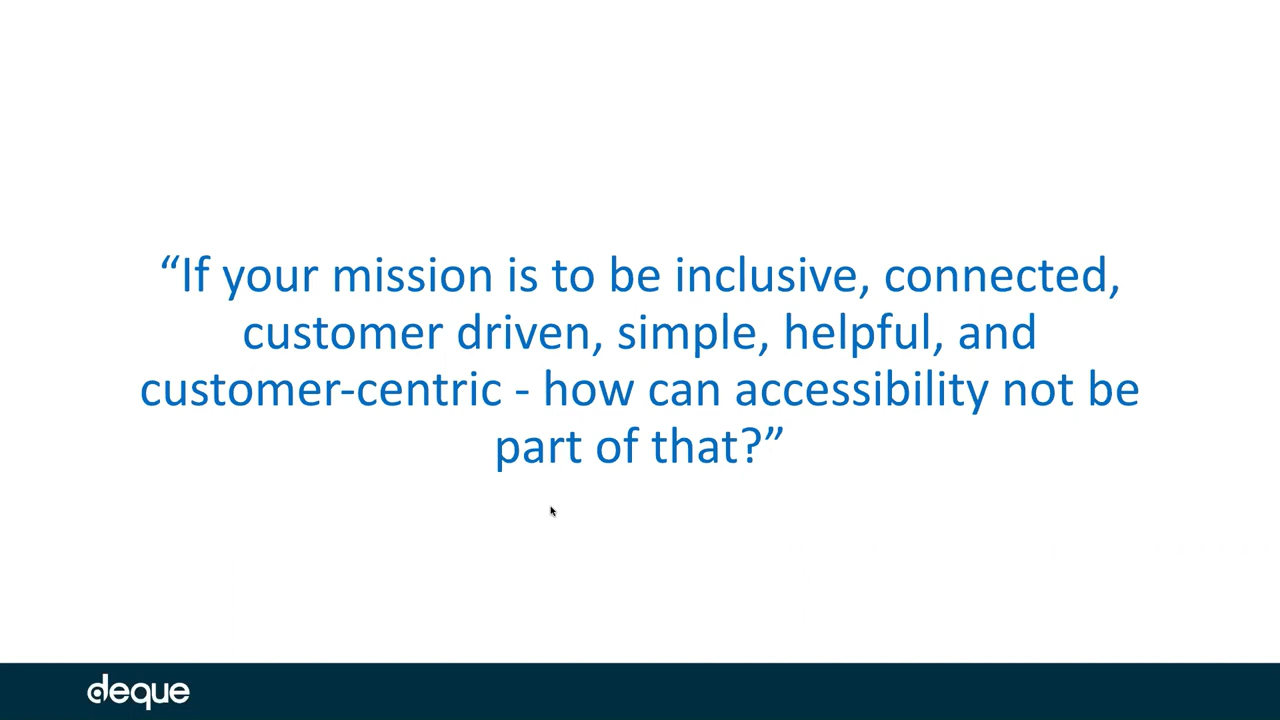 “If your mission is to be inclusive, connected,
customer driven, simple, helpful, and
customer-centric - how can accessibility not be
part of that?”
deque